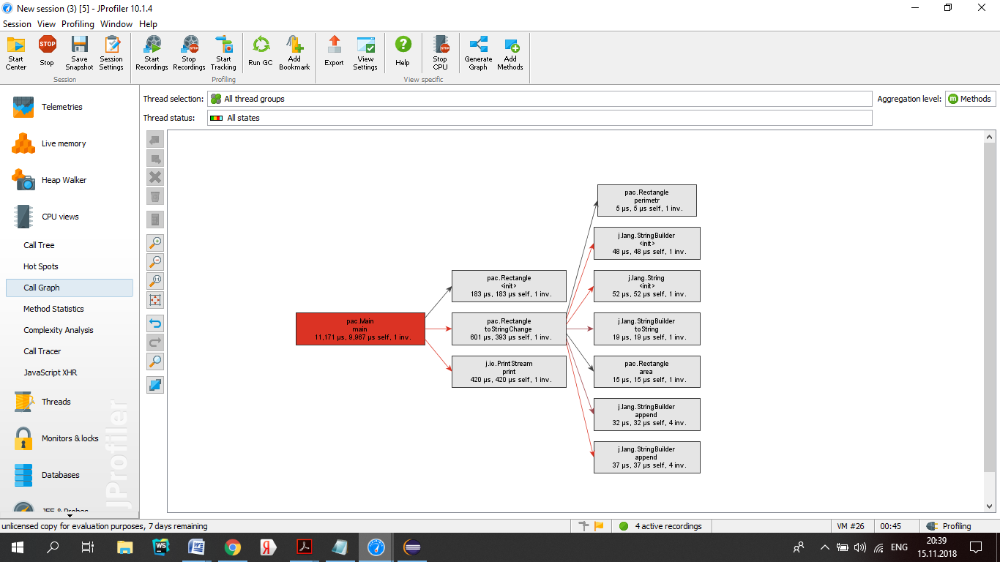 New session (3) [5] - JProfiler 10.1.4
Session View Profiling Window Help
Start Center
Stop
Save Snapshot
Session Settings
Start Recordings
Stop Recordings
Start Tracking
Run GC
Add Bookmark
Export
View Settings
Help
Stop CPU
Generate Graph
Add Methods
Session
Profiling
View specific
Thread selection: All thread groups
Aggregation level: m Methods
Thread status: All states
Telemetries
Live memory
Heap Walker
CPU views
Call Tree
Hot Spots
Call Graph
Method Statistics
Complexity Analysis
Call Tracer
JavaScript XHR
Threads
Monitors & locks
Databases
JEE & Probes
JProfiler
pac.Main
main
11,171 µs, 9,967 µs self, 1 inv.
pac.Rectangle
<init>
183 µs, 183 µs self, 1 inv.
pac.Rectangle
toStringChange
601 µs, 393 µs self, 1 inv.
j.io.PrintStream
print
420 µs, 420 µs self, 1 inv.
pac.Rectangle
perimetr
5 µs, 5 µs self, 1 inv.
j.lang.StringBuilder
<init>
48 µs, 48 µs self, 1 inv.
j.lang.String
<init>
52 µs, 52 µs self, 1 inv.
j.lang.StringBuilder
toString
19 µs, 19 µs self, 1 inv.
pac.Rectangle
area
15 µs, 15 µs self, 1 inv.
j.lang.StringBuilder
append
32 µs, 32 µs self, 4 inv.
j.lang.StringBuilder
append
37 µs, 37 µs self, 4 inv.
unlicensed copy for evaluation purposes, 7 days remaining
4 active recordings
VM #26
00:45
Profiling
ENG
20:39
15.11.2018